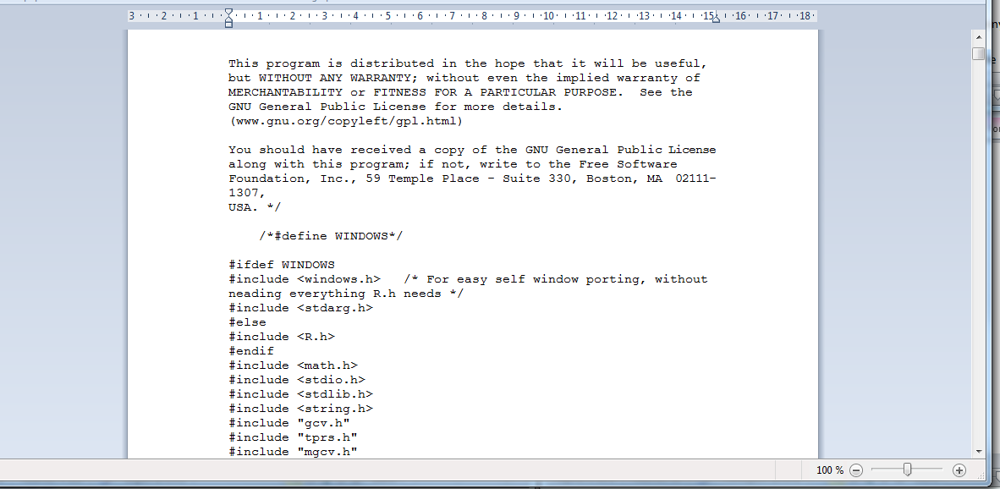 3 2 1 1 2 3 4 5 6 7 8 9 10 11 12 13 14 15 16 17 18
This program is distributed in the hope that it will be useful,
but WITHOUT ANY WARRANTY; without even the implied warranty of
MERCHANTABILITY or FITNESS FOR A PARTICULAR PURPOSE.  See the
GNU General Public License for more details.
(www.gnu.org/copyleft/gpl.html)
You should have received a copy of the GNU General Public License
along with this program; if not, write to the Free Software
Foundation, Inc., 59 Temple Place - Suite 330, Boston, MA  02111-
1307,
USA. */
/*#define WINDOWS*/
#ifdef WINDOWS
#include <windows.h>   /* For easy self window porting, without
neading everything R.h needs */
#include <stdarg.h>
#else
#include <R.h>
#endif
#include <math.h>
#include <stdio.h>
#include <stdlib.h>
#include <string.h>
#include "gcv.h"
#include "tprs.h"
#include "mgcv.h"
100 %